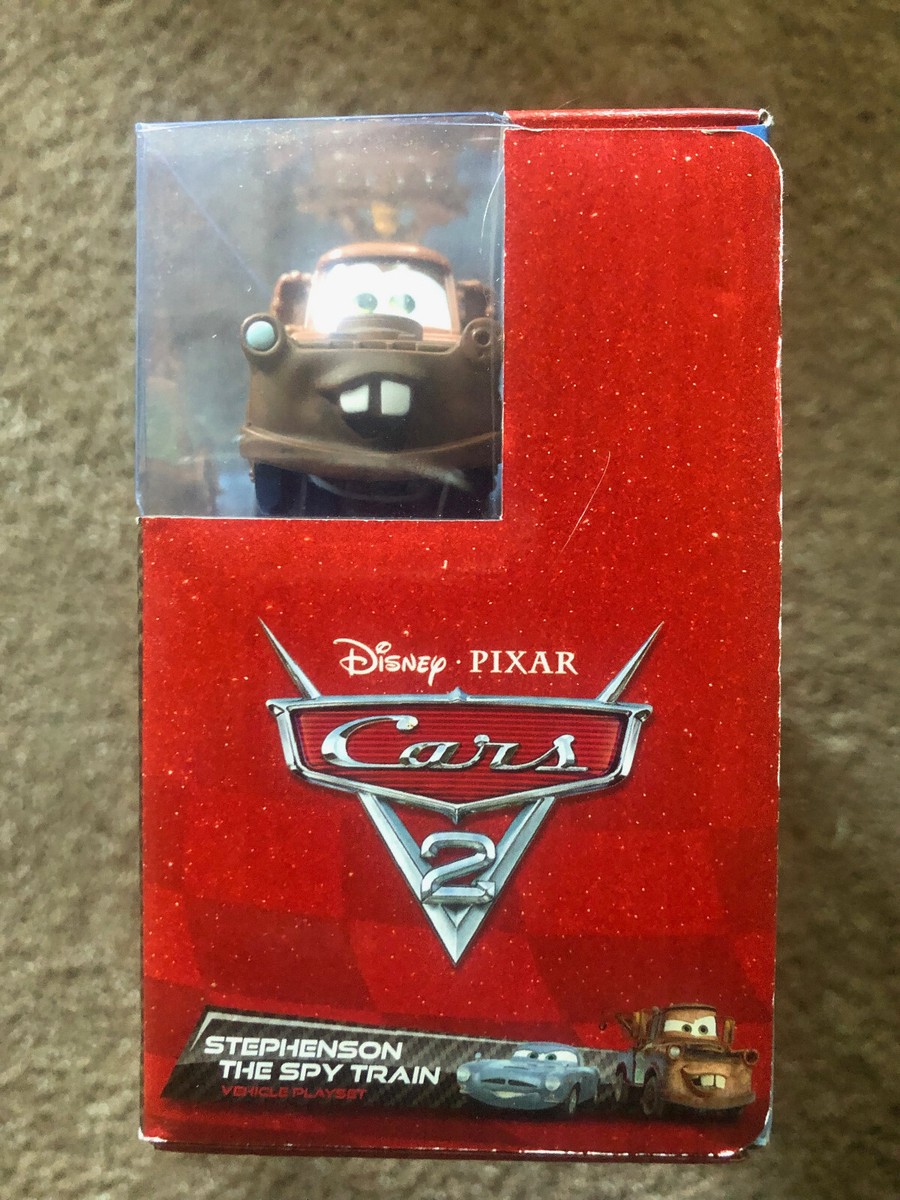 Disney · PIXAR
Cars
2
STEPHENSON
THE SPY TRAIN
VEHICLE PLAYSET